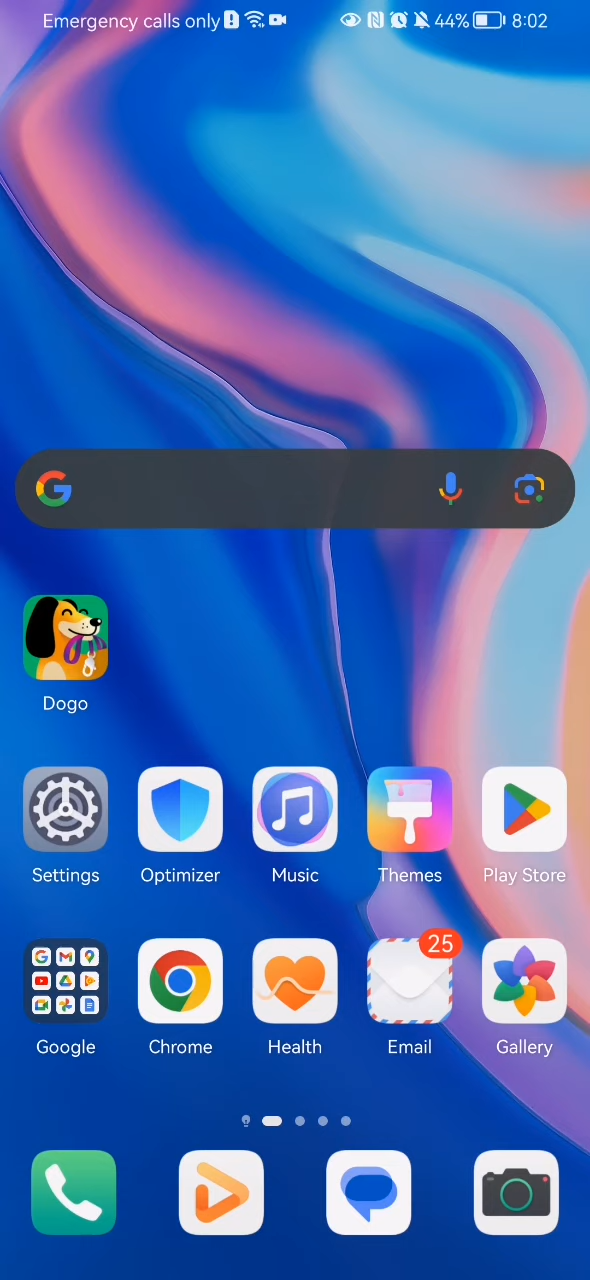 Emergency calls only 44% 8:02
Dogo
Settings Optimizer Music Themes Play Store
25
Google Chrome Health Email Gallery